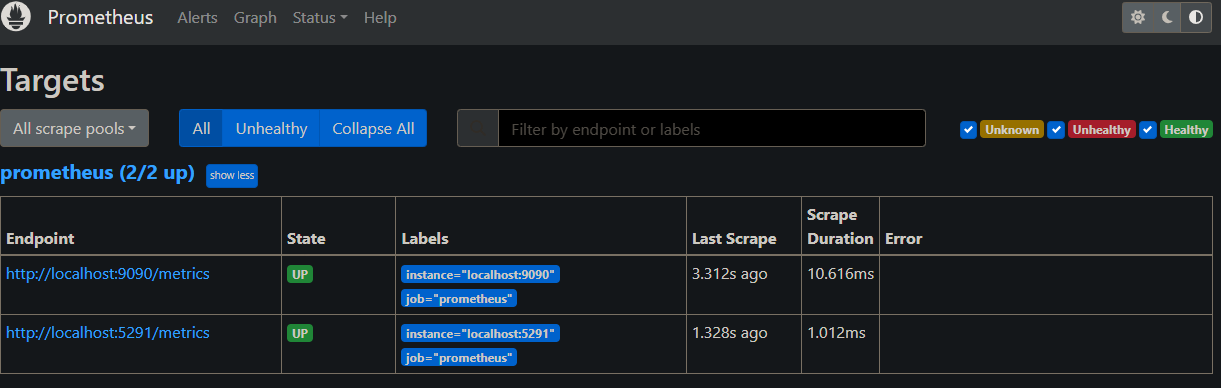 Prometheus Alerts Graph Status Help
Targets
All scrape pools All Unhealthy Collapse All Filter by endpoint or labels Unknown Unhealthy Healthy
prometheus (2/2 up) show less
Endpoint State Labels Last Scrape Scrape Duration Error
http://localhost:9090/metrics UP instance="localhost:9090" 3.312s ago 10.616ms
job="prometheus"
http://localhost:5291/metrics UP instance="localhost:5291" 1.328s ago 1.012ms
job="prometheus"